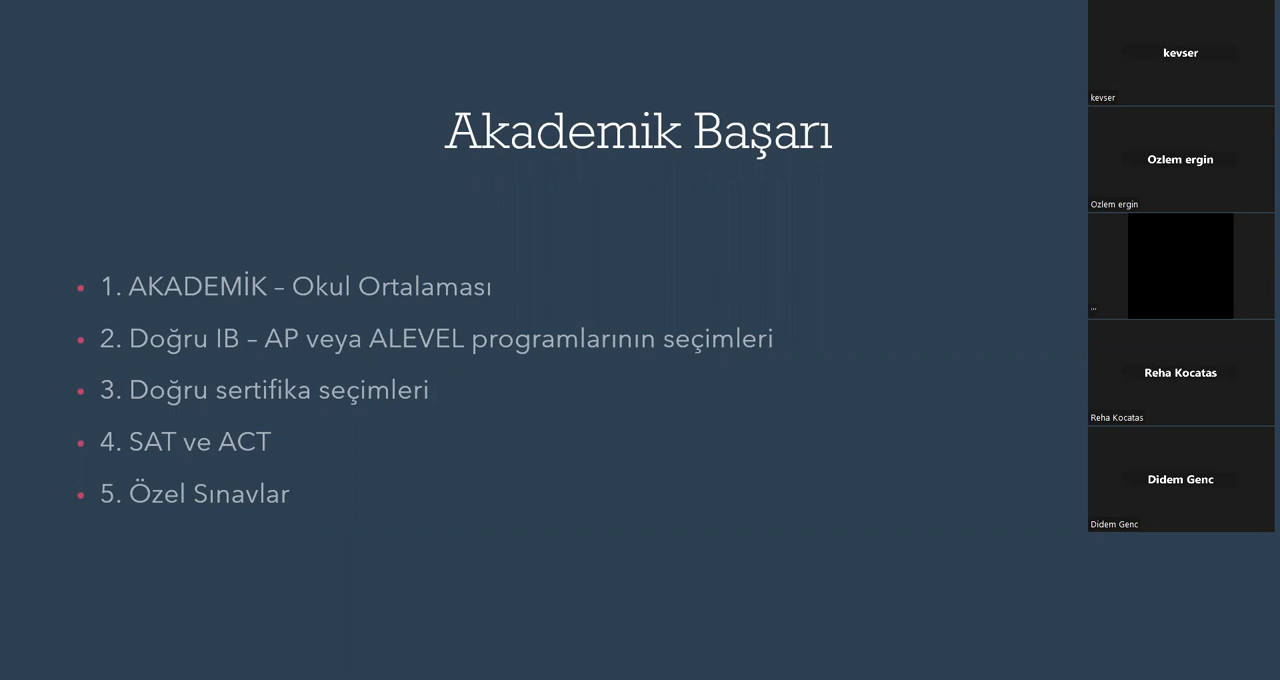 Akademik Başarı
• 1. AKADEMİK – Okul Ortalaması
• 2. Doğru IB – AP veya ALEVEL programlarının seçimleri
• 3. Doğru sertifika seçimleri
• 4. SAT ve ACT
• 5. Özel Sınavlar
kevser
kevser
Ozlem ergin
Ozlem ergin
...
Reha Kocatas
Reha Kocatas
Didem Genc
Didem Genc